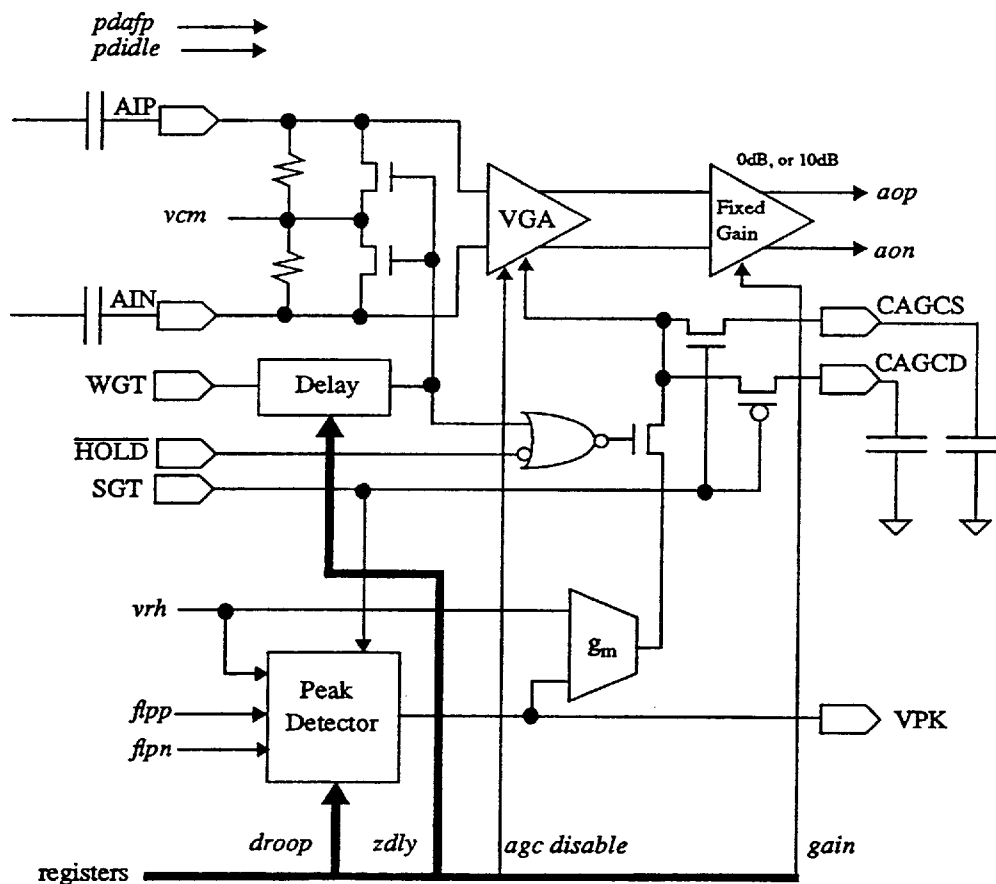 pdafp
pdidle
AIP
0dB, or 10dB
vcm
VGA
Fixed
Gain
aop
aon
AIN
CAGCS
WGT
Delay
CAGCD
HOLD
SGT
vrh
gm
Peak
Detector
flpp
flpn
VPK
droop
zdly
agc disable
gain
registers